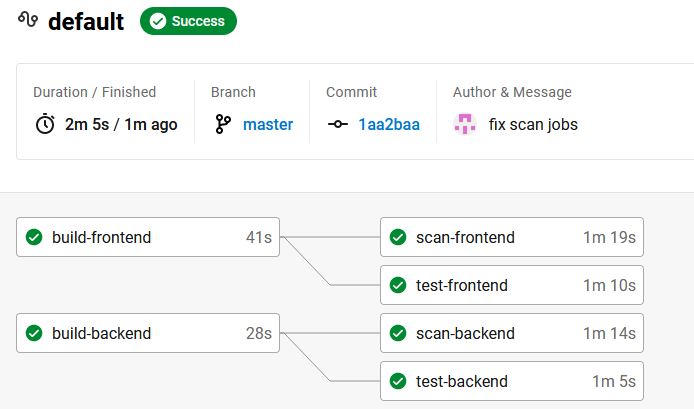 default Success
Duration / Finished Branch Commit Author & Message
2m 5s / 1m ago master 1aa2baa fix scan jobs
build-frontend 41s scan-frontend 1m 19s
test-frontend 1m 10s
build-backend 28s scan-backend 1m 14s
test-backend 1m 5s